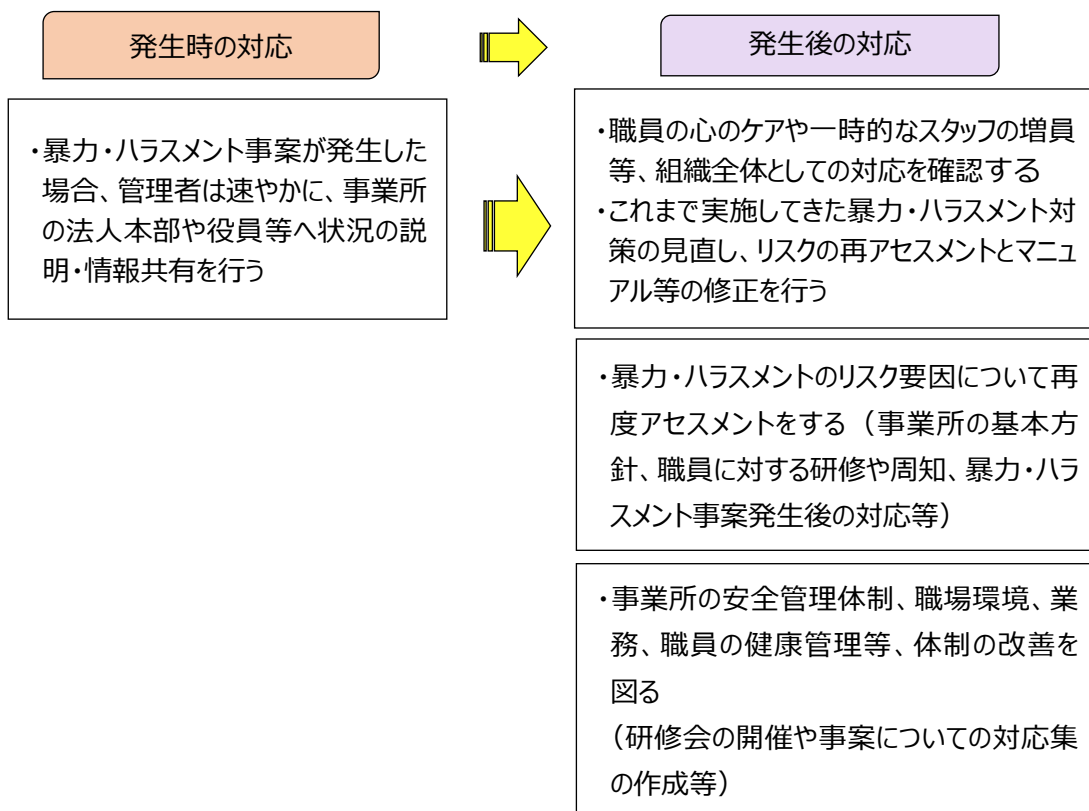 発生時の対応
発生後の対応
・暴力・ハラスメント事案が発生した
場合、管理者は速やかに、事業所
の法人本部や役員等へ状況の説
明・情報共有を行う
・職員の心のケアや一時的なスタッフの増員
等、組織全体としての対応を確認する
・これまで実施してきた暴力・ハラスメント対
策の見直し、リスクの再アセスメントとマニュ
アル等の修正を行う
・暴力・ハラスメントのリスク要因について再
度アセスメントをする（事業所の基本方
針、職員に対する研修や周知、暴力・ハラ
スメント事案発生後の対応等）
・事業所の安全管理体制、職場環境、業
務、職員の健康管理等、体制の改善を
図る
（研修会の開催や事案についての対応集
の作成等）